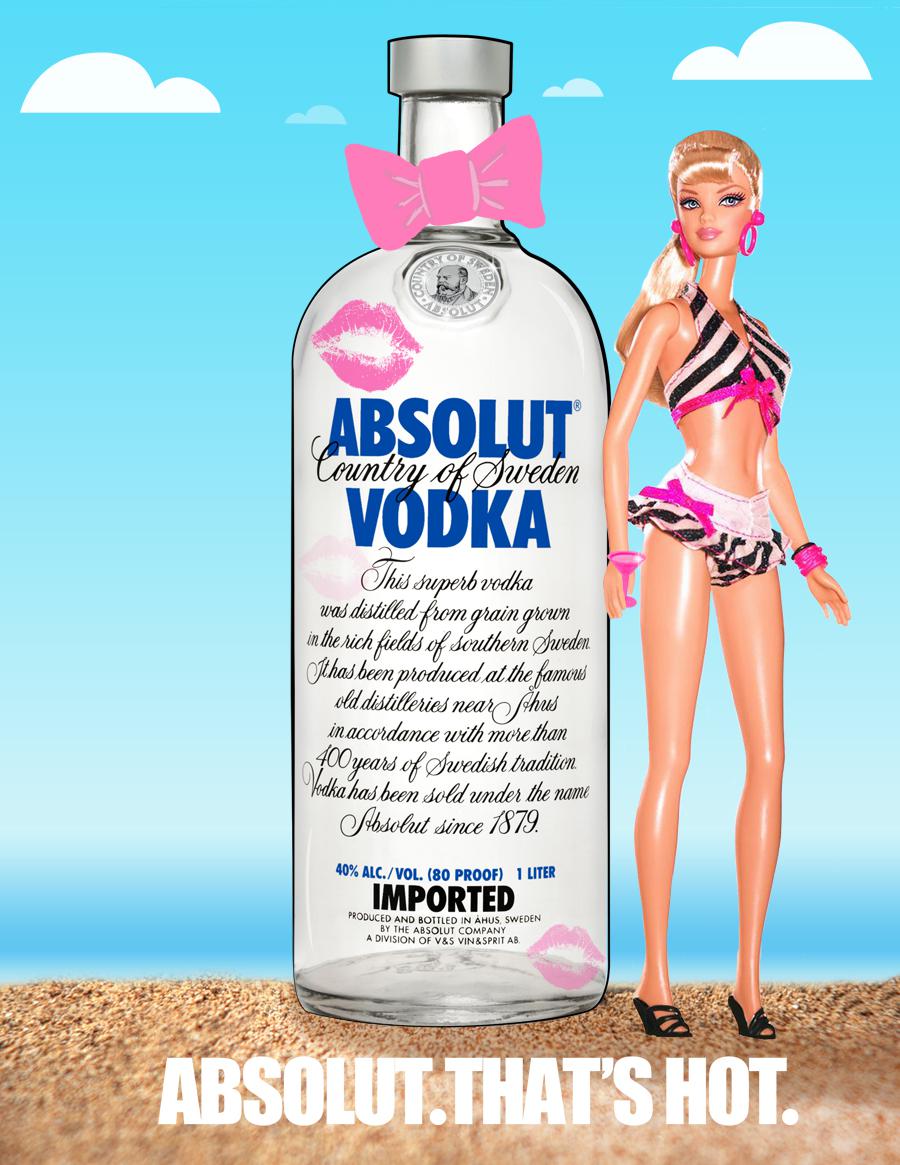 COUNTRY OF SWEDEN
ABSOLUT
ABSOLUT®
Country of Sweden
VODKA
This superb vodka
was distilled from grain grown
in the rich fields of southern Sweden.
It has been produced at the famous
old distilleries near Åhus
in accordance with more than
400 years of Swedish tradition.
Vodka has been sold under the name
Absolut since 1879.
40% ALC./VOL. (80 PROOF) 1 LITER
IMPORTED
PRODUCED AND BOTTLED IN ÅHUS, SWEDEN
BY THE ABSOLUT COMPANY
A DIVISION OF V&S VIN&SPRIT AB.
ABSOLUT.THAT'S HOT.